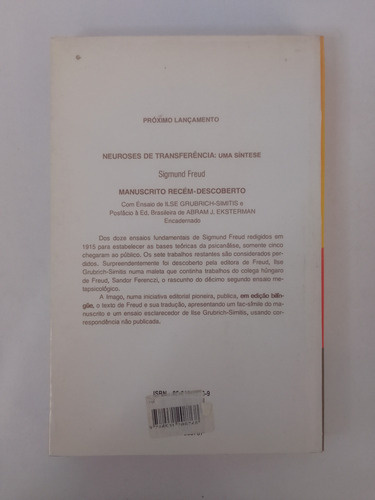 PRÓXIMO LANÇAMENTO
NEUROSES DE TRANSFERÊNCIA: UMA SÍNTESE
Sigmund Freud
MANUSCRITO RECÉM-DESCOBERTO
Com Ensaio de ILSE GRUBRICH-SIMITIS e
Posfácio à Ed. Brasileira de ABRAM J. EKSTERMAN
Encadernado
Dos doze ensaios fundamentais de Sigmund Freud redigidos em
1915 para estabelecer as bases teóricas da psicanálise, somente cinco
chegaram ao público. Os sete trabalhos restantes são considerados per-
didos. Surpreendentemente foi descoberto pela editora de Freud, Ilse
Grubrich-Simitis numa maleta que continha trabalhos do colega húngaro
de Freud, Sandor Ferenczi, o rascunho do décimo segundo ensaio me-
tapsicológico.
A Imago, numa iniciativa editorial pioneira, publica, em edição bilín-
güe, o texto de Freud e sua tradução, apresentando um fac-símile do ma-
nuscrito e um ensaio esclarecedor de Ilse Grubrich-Simitis, usando cor-
respondência não publicada.
ISBN